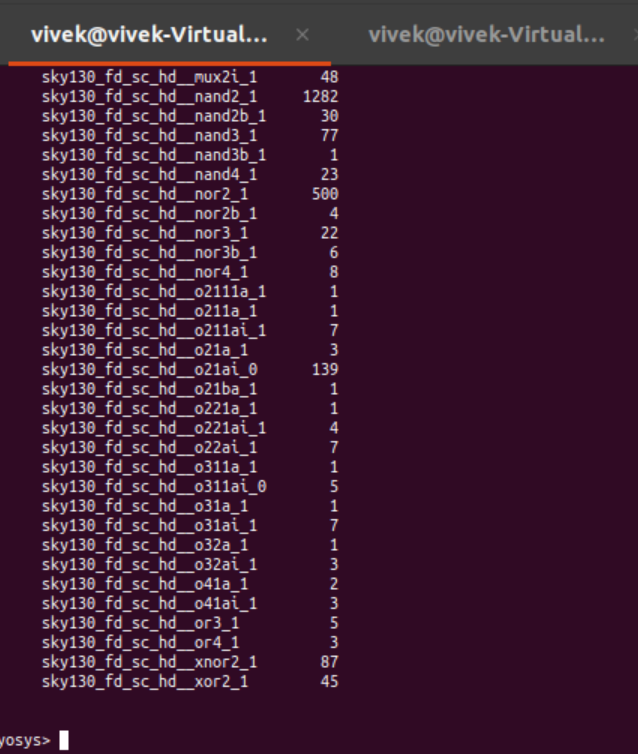 vivek@vivek-Virtual... × vivek@vivek-Virtual...
sky130_fd_sc_hd__mux2i_1 48
sky130_fd_sc_hd__nand2_1 1282
sky130_fd_sc_hd__nand2b_1 30
sky130_fd_sc_hd__nand3_1 77
sky130_fd_sc_hd__nand3b_1 1
sky130_fd_sc_hd__nand4_1 23
sky130_fd_sc_hd__nor2_1 500
sky130_fd_sc_hd__nor2b_1 4
sky130_fd_sc_hd__nor3_1 22
sky130_fd_sc_hd__nor3b_1 6
sky130_fd_sc_hd__nor4_1 8
sky130_fd_sc_hd__o2111a_1 1
sky130_fd_sc_hd__o211a_1 1
sky130_fd_sc_hd__o211ai_1 7
sky130_fd_sc_hd__o21a_1 3
sky130_fd_sc_hd__o21ai_0 139
sky130_fd_sc_hd__o21ba_1 1
sky130_fd_sc_hd__o221a_1 1
sky130_fd_sc_hd__o221ai_1 4
sky130_fd_sc_hd__o22ai_1 7
sky130_fd_sc_hd__o311a_1 1
sky130_fd_sc_hd__o311ai_0 5
sky130_fd_sc_hd__o31a_1 1
sky130_fd_sc_hd__o31ai_1 7
sky130_fd_sc_hd__o32a_1 1
sky130_fd_sc_hd__o32ai_1 3
sky130_fd_sc_hd__o41a_1 2
sky130_fd_sc_hd__o41ai_1 3
sky130_fd_sc_hd__or3_1 5
sky130_fd_sc_hd__or4_1 3
sky130_fd_sc_hd__xnor2_1 87
sky130_fd_sc_hd__xor2_1 45
yosys>